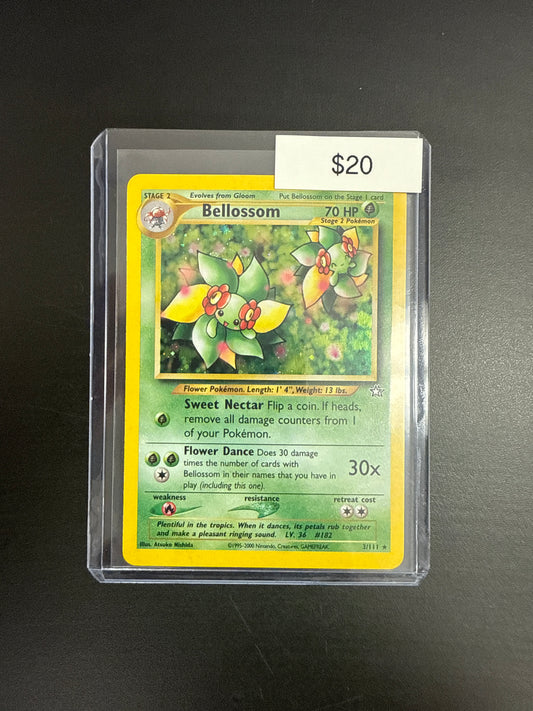 $20
STAGE 2 Evolves from Gloom Put Bellossom on the Stage 1 card
Bellossom 70 HP
Stage 2 Pokémon
Flower Pokémon. Length: 1' 4", Weight: 13 lbs.
Sweet Nectar Flip a coin. If heads,
remove all damage counters from 1
of your Pokémon.
Flower Dance Does 30 damage
times the number of cards with
Bellossom in their names that you have in
play (including this one).
30x
weakness resistance retreat cost
Plentiful in the tropics. When it dances, its petals rub together
and make a pleasant ringing sound. LV. 36 #182
Illus. Atsuko Nishida ©1995-2000 Nintendo, Creatures, GAMEFREAK. 3/111 ★